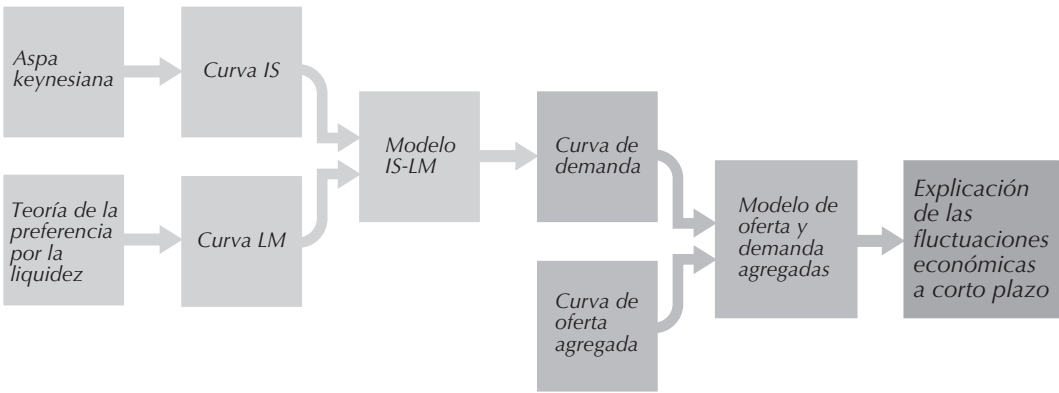 Aspa
keynesiana
Curva IS
Teoría de la
preferencia
por la
liquidez
Curva LM
Modelo
IS-LM
Curva de
demanda
Curva de
oferta
agregada
Modelo de
oferta y
demanda
agregadas
Explicación
de las
fluctuaciones
económicas
a corto plazo